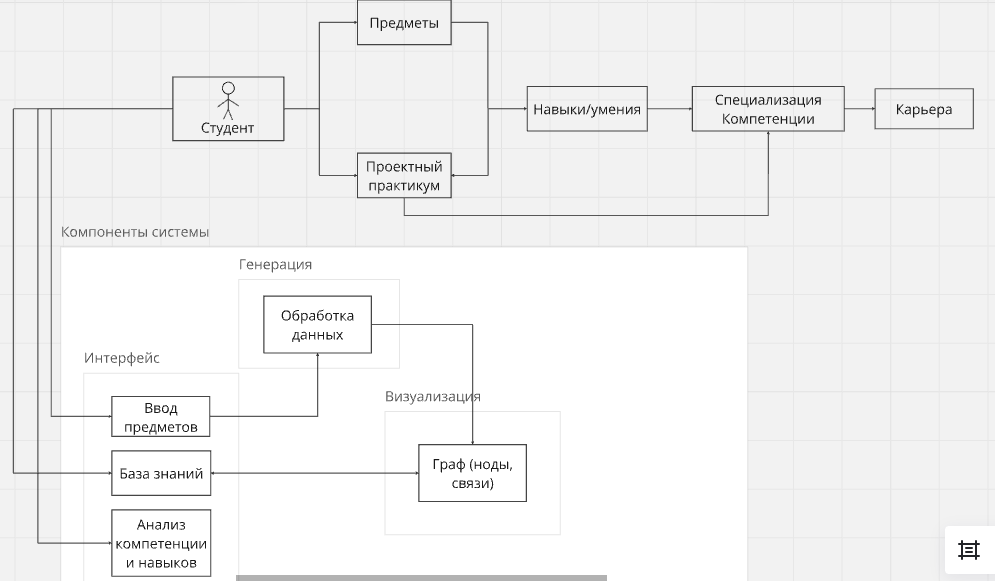 Предметы
Студент
Навыки/умения
Специализация
Компетенции
Карьера
Проектный
практикум
Компоненты системы
Генерация
Обработка
данных
Интерфейс
Ввод
предметов
Визуализация
База знаний
Граф (ноды,
связи)
Анализ
компетенции
и навыков